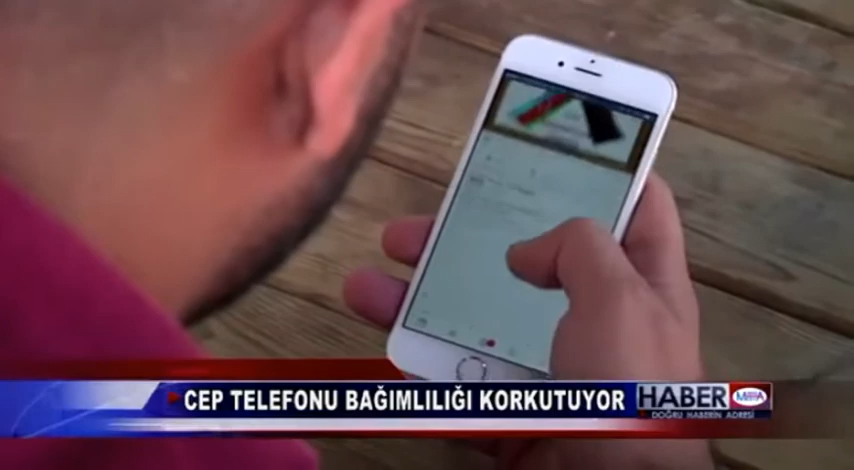 CEP TELEFONU BAĞIMLILIĞI KORKUTUYOR
HABER
DOĞRU HABERİN ADRESİ